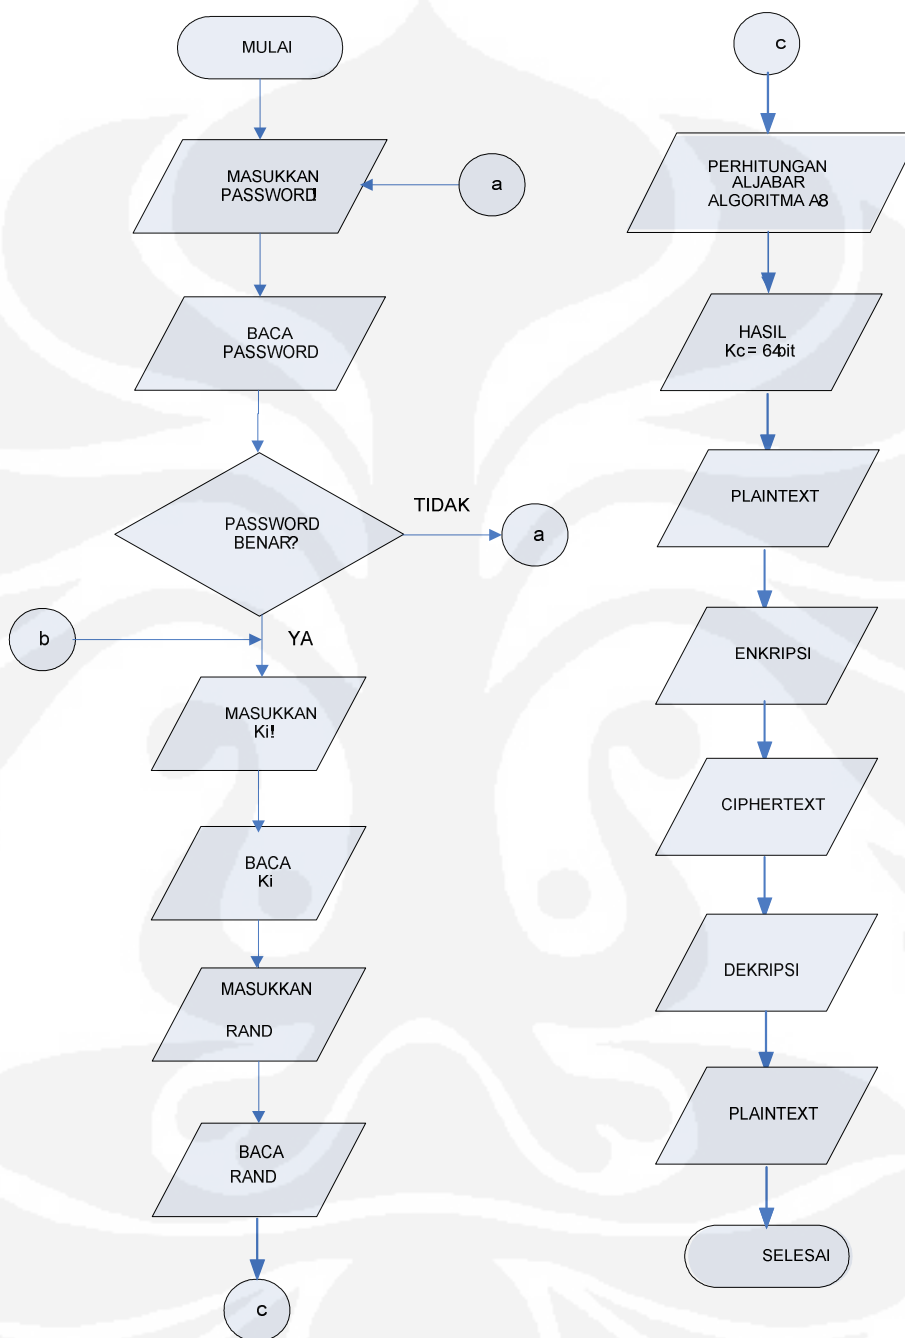 MULAI
MASUKKAN
PASSWORD!
a
BACA
PASSWORD
PASSWORD
BENAR?
TIDAK
a
b
YA
MASUKKAN
Ki!
BACA
Ki
MASUKKAN
RAND
BACA
RAND
c
c
PERHITUNGAN
ALJABAR
ALGORITMA A8
HASIL
Kc = 64bit
PLAINTEXT
ENKRIPSI
CIPHERTEXT
DEKRIPSI
PLAINTEXT
SELESAI